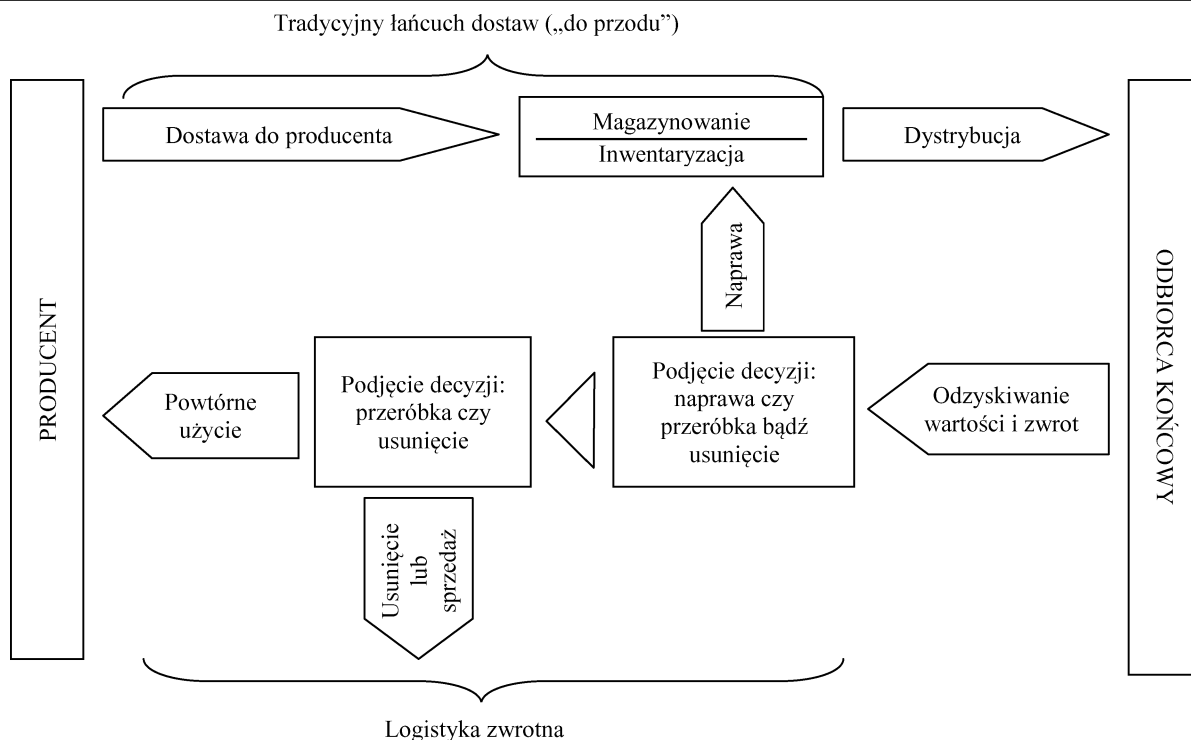 Tradycyjny łańcuch dostaw („do przodu”)
Dostawa do producenta
Magazynowanie
Inwentaryzacja
Dystrybucja
PRODUCENT
ODBIORCA KOŃCOWY
Naprawa
Powtórne
użycie
Podjęcie decyzji:
przeróbka czy
usunięcie
Podjęcie decyzji:
naprawa czy
przeróbka bądź
usunięcie
Odzyskiwanie
wartości i zwrot
Usunięcie
lub
sprzedaż
Logistyka zwrotna